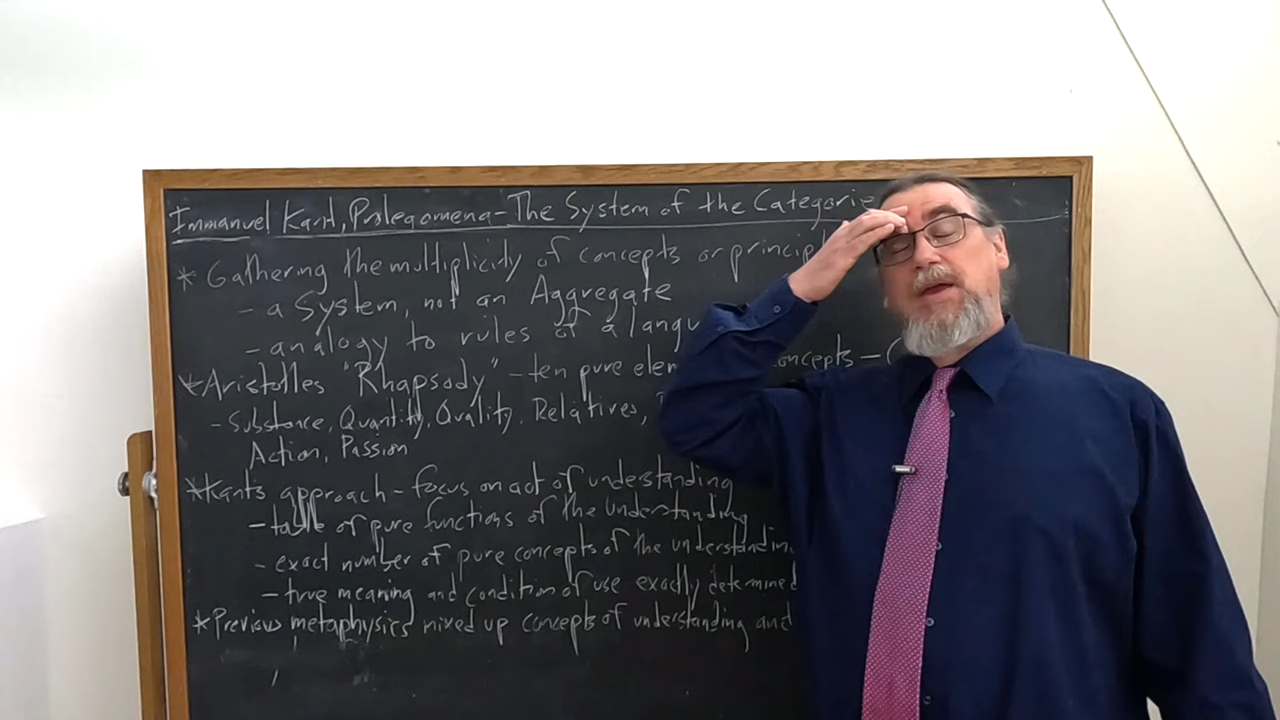 Immanuel Kant, Prolegomena - The System of the Categorie
* Gathering the multiplicity of concepts or principl
- a System, not an Aggregate
- analogy to rules of a langu
* Aristotles "Rhapsody" - ten pure elem oncepts - (
- Substance, Quantity, Quality, Relatives,
Action, Passion
* Kants approach - focus on act of understanding
- table of pure functions of the understanding
- exact number of pure concepts of the understandin
- true meaning and condition of use exactly determined
* Previous metaphysics mixed up concepts of understanding and